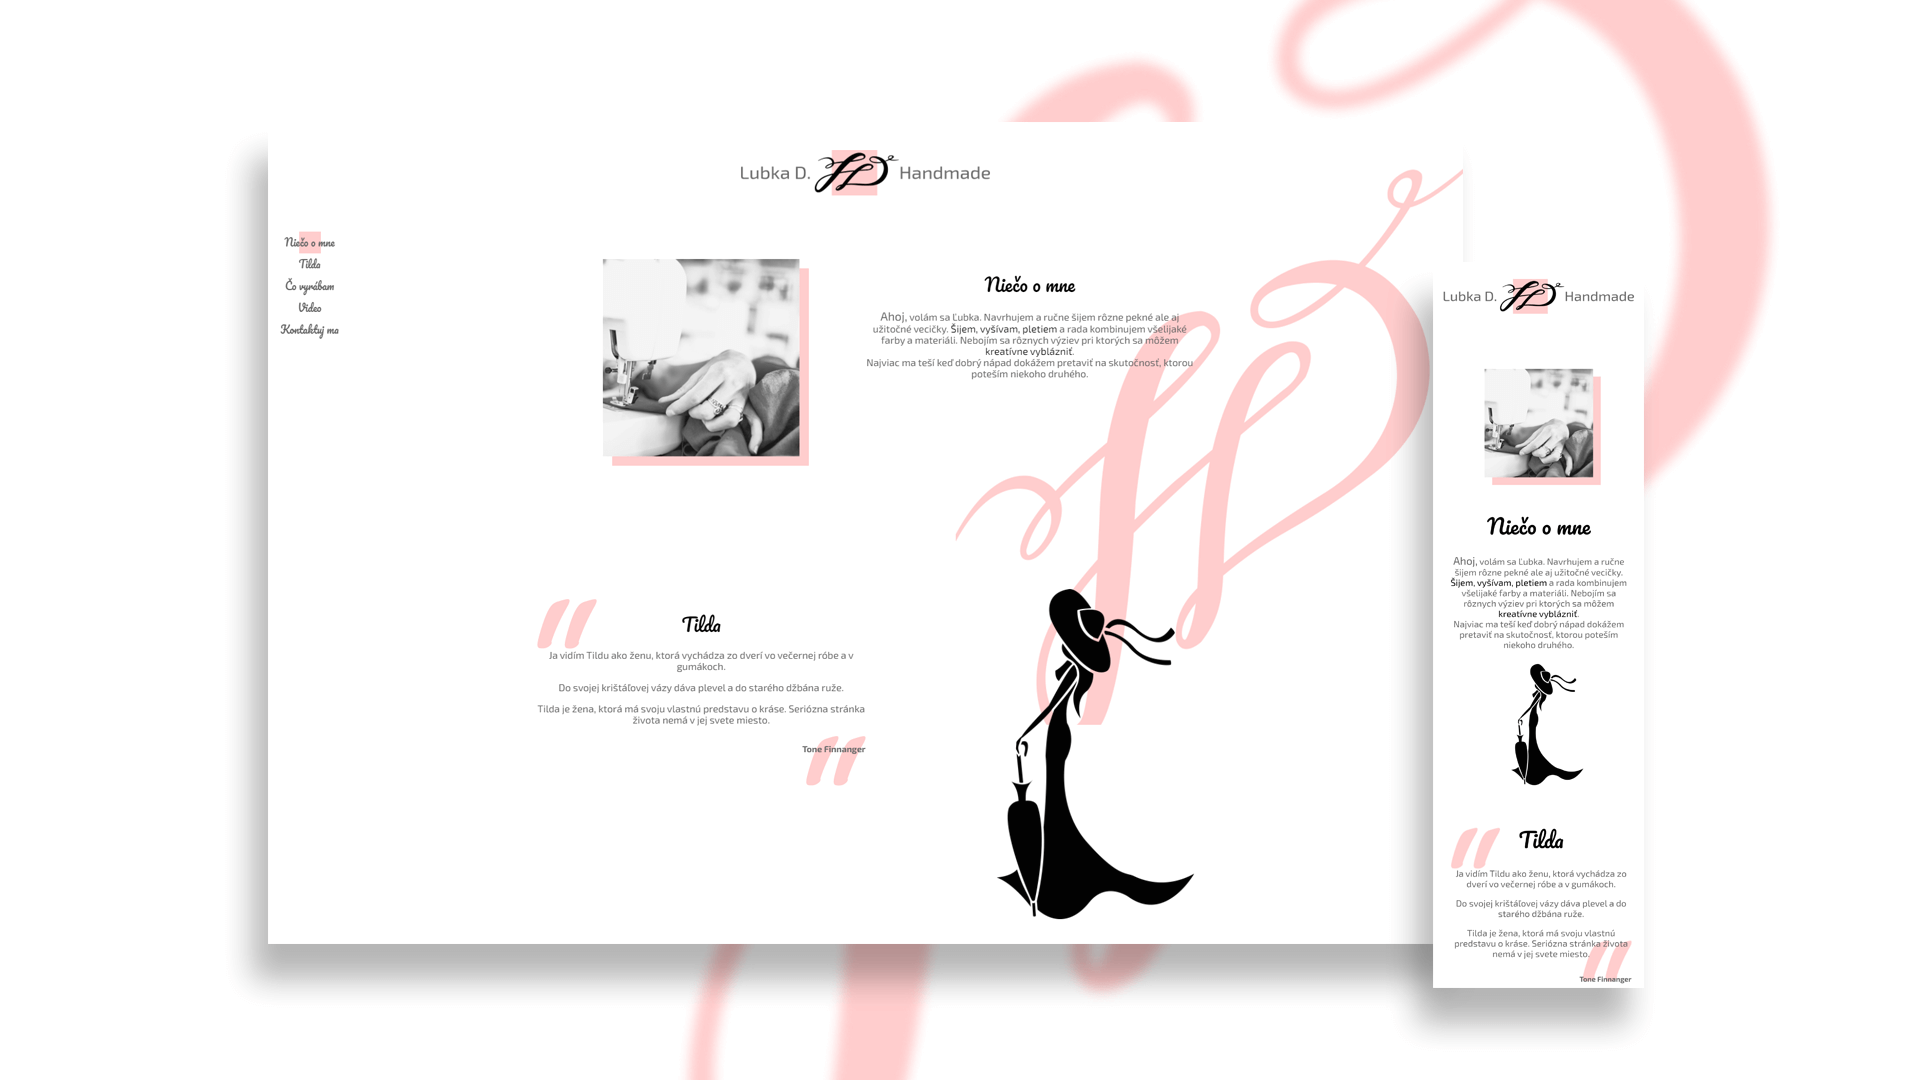 Lubka D. LD Handmade
Niečo o mne
Tilda
Čo vyrábam
Video
Kontaktuj ma
Niečo o mne
Ahoj, volám sa Ľubka. Navrhujem a ručne šijem rôzne pekné ale aj
užitočné vecičky. Šijem, vyšívam, pletiem a rada kombinujem všelijaké
farby a materiáli. Nebojím sa rôznych výziev pri ktorých sa môžem
kreatívne vyblázniť.
Najviac ma teší keď dobrý nápad dokážem pretaviť na skutočnosť, ktorou
poteším niekoho druhého.
Tilda
Ja vidím Tildu ako ženu, ktorá vychádza zo dverí vo večernej róbe a v
gumákoch.
Do svojej krištáľovej vázy dáva plevel a do starého džbána ruže.
Tilda je žena, ktorá má svoju vlastnú predstavu o kráse. Seriózna stránka
života nemá v jej svete miesto.
Tone Finnanger
Lubka D. LD Handmade
Niečo o mne
Ahoj, volám sa Ľubka. Navrhujem a ručne
šijem rôzne pekné ale aj užitočné vecičky.
Šijem, vyšívam, pletiem a rada kombinujem
všelijaké farby a materiáli. Nebojím sa
rôznych výziev pri ktorých sa môžem
kreatívne vyblázniť.
Najviac ma teší keď dobrý nápad dokážem
pretaviť na skutočnosť, ktorou poteším
niekoho druhého.
Tilda
Ja vidím Tildu ako ženu, ktorá vychádza zo
dverí vo večernej róbe a v gumákoch.
Do svojej krištáľovej vázy dáva plevel a do
starého džbána ruže.
Tilda je žena, ktorá má svoju vlastnú
predstavu o kráse. Seriózna stránka života
nemá v jej svete miesto.
Tone Finnanger